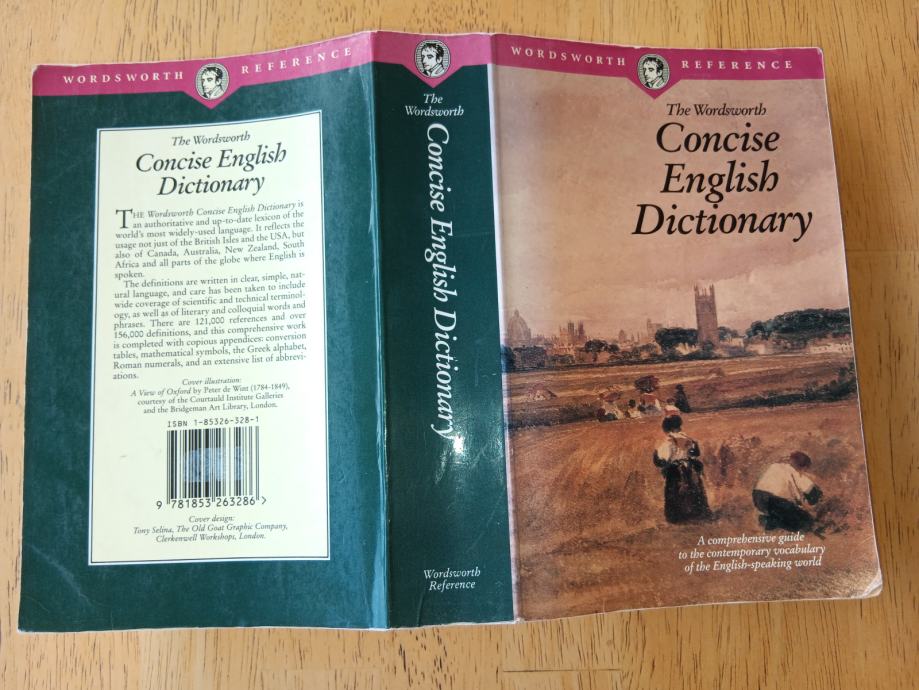 WORDSWORTH REFERENCE
The Wordsworth
Concise English
Dictionary
THE Wordsworth Concise English Dictionary is
an authoritative and up-to-date lexicon of the
world's most widely-used language. It reflects the
usage not just of the British Isles and the USA, but
also of Canada, Australia, New Zealand, South
Africa and all parts of the globe where English is
spoken.
The definitions are written in clear, simple, nat-
ural language, and care has been taken to include
wide coverage of scientific and technical terminol-
ogy, as well as of literary and colloquial words and
phrases. There are 121,000 references and over
156,000 definitions, and this comprehensive work
is completed with copious appendices: conversion
tables, mathematical symbols, the Greek alphabet,
Roman numerals, and an extensive list of abbrevi-
ations.
Cover illustration:
A View of Oxford by Peter de Wint (1784-1849),
courtesy of the Courtauld Institute Galleries
and the Bridgeman Art Library, London.
ISBN 1-85326-328-1
9 781853 263286 >
Cover design:
Tony Selina, The Old Goat Graphic Company,
Clerkenwell Workshops, London.
The
Wordsworth
Concise English Dictionary
Wordsworth
Reference
WORDSWORTH REFERENCE
The Wordsworth
Concise
English
Dictionary
A comprehensive guide
to the contemporary vocabulary
of the English-speaking world